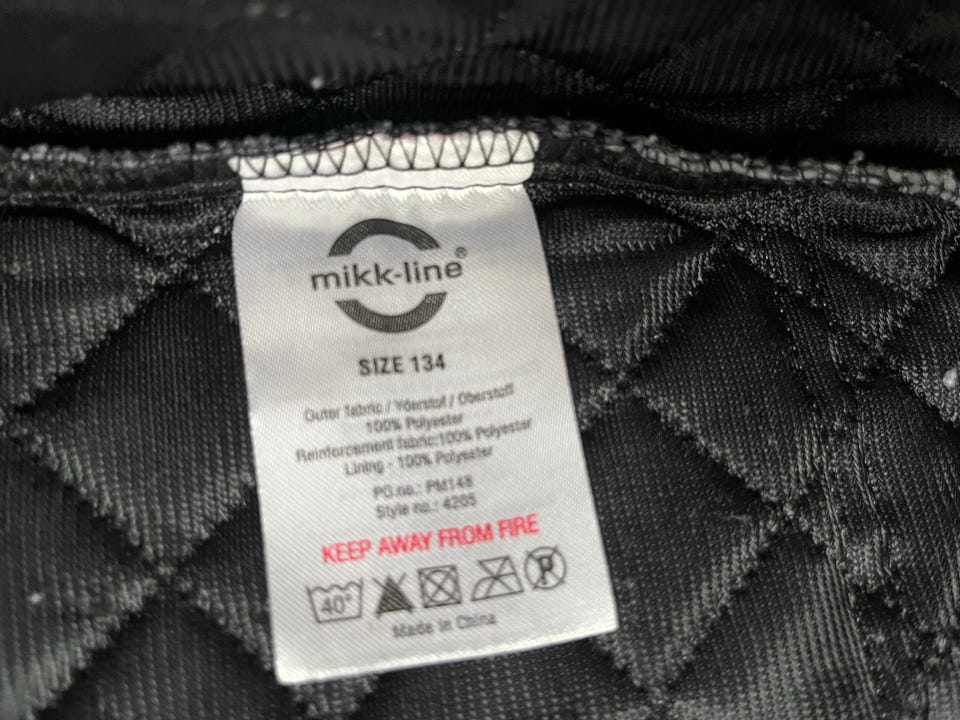 mikk-line®
SIZE 134
Outer fabric / Yderstof / Oberstoff
100% Polyester
Reinforcement fabric:100% Polyester
Lining - 100% Polyester
PO.no.: PM148
Style no.: 4205
KEEP AWAY FROM FIRE
40°
P
Made in China